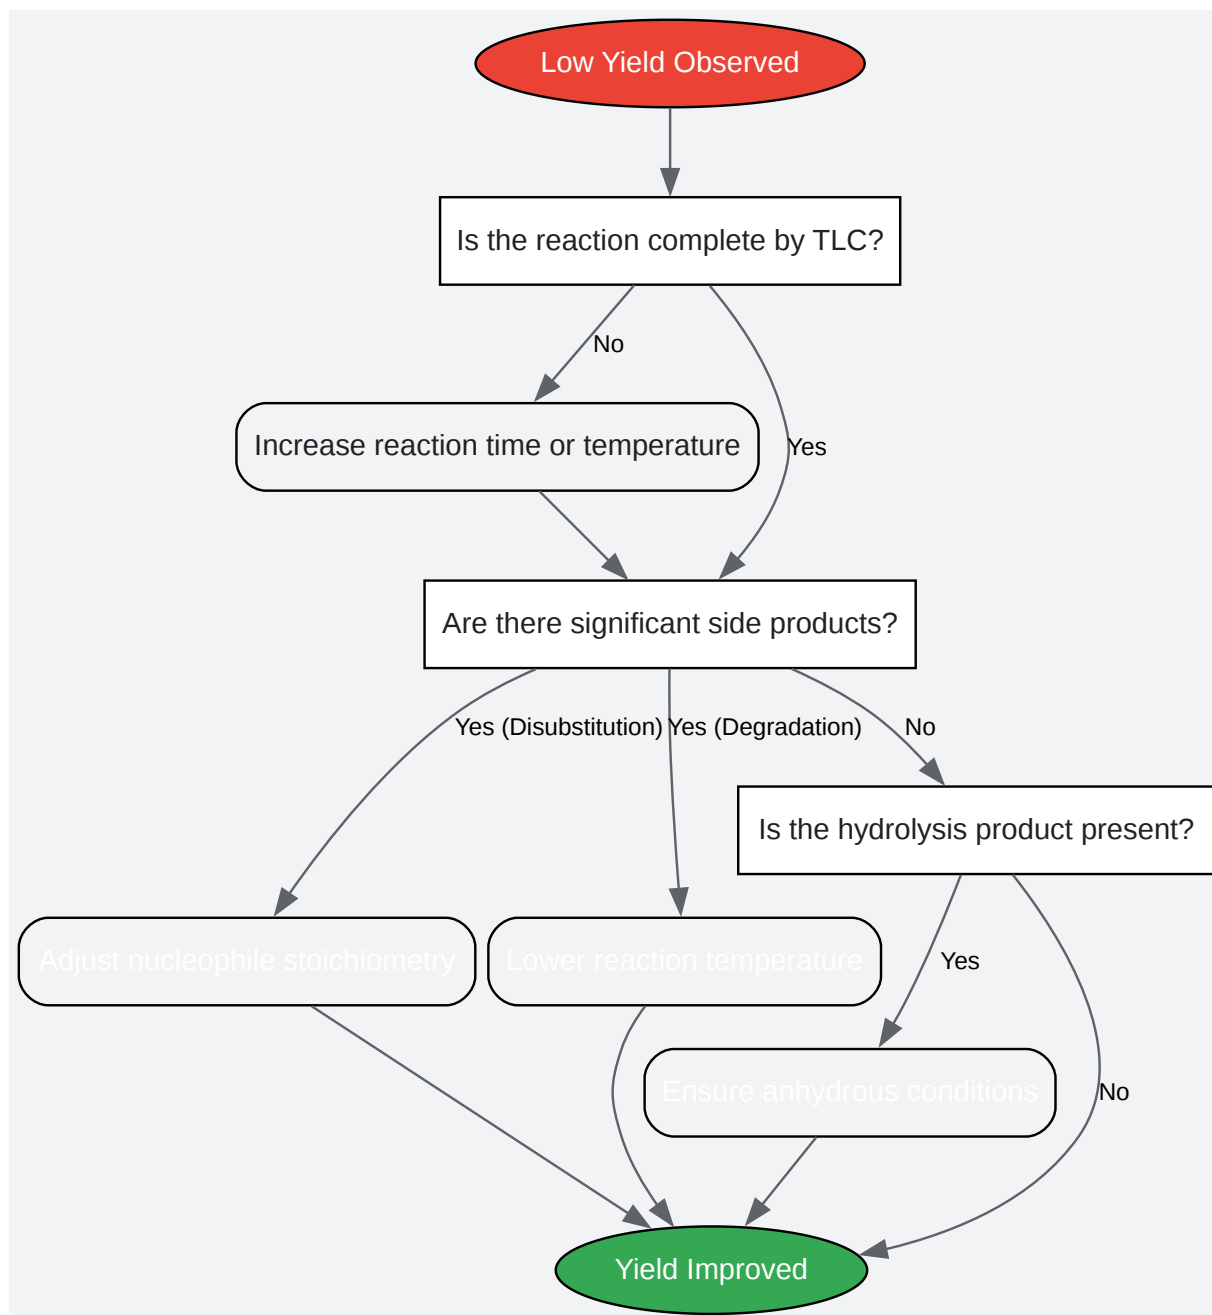 Low Yield Observed
Is the reaction complete by TLC?
No
Increase reaction time or temperature
Yes
Are there significant side products?
Yes (Disubstitution)
Yes (Degradation)
No
Is the hydrolysis product present?
Adjust nucleophile stoichiometry
Lower reaction temperature
Yes
Ensure anhydrous conditions
No
Yield Improved